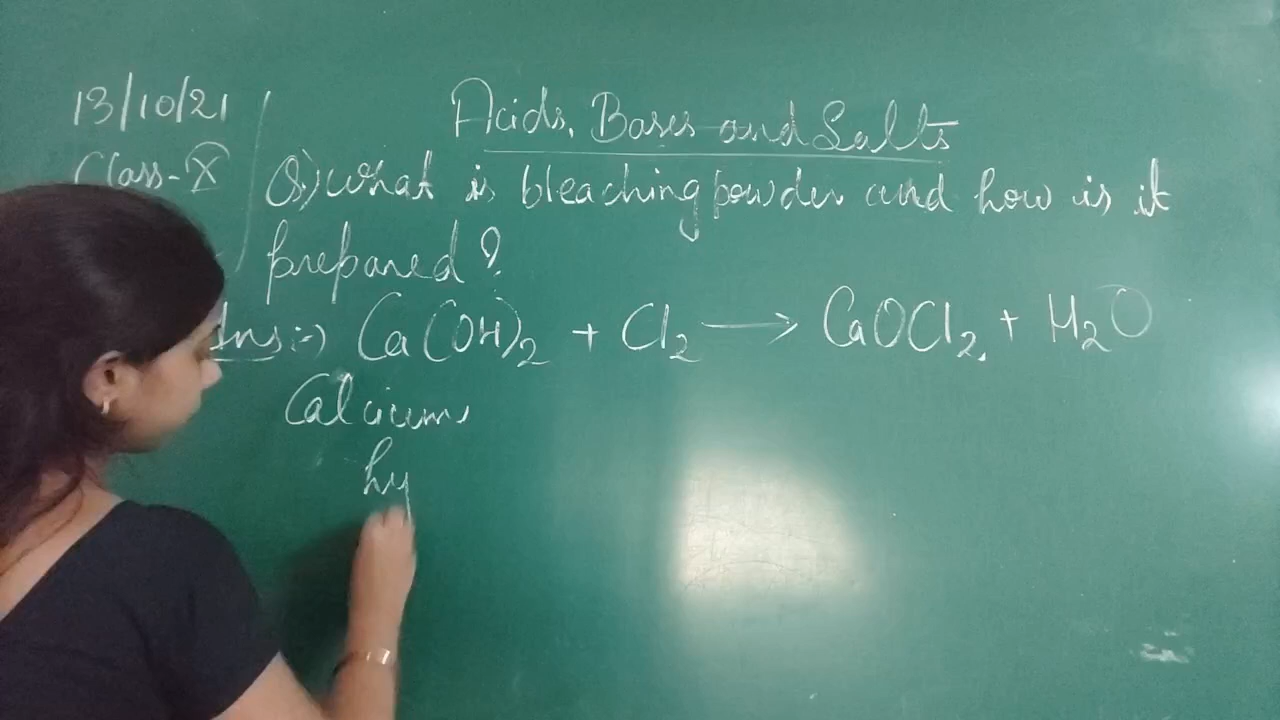 13/10/21
Class-X
Acids, Bases and Salts
Q.) What is bleaching powder and how is it
prepared?
Ans:-) Ca(OH)₂ + Cl₂ → CaOCl₂ + H₂O
Calcium
hy